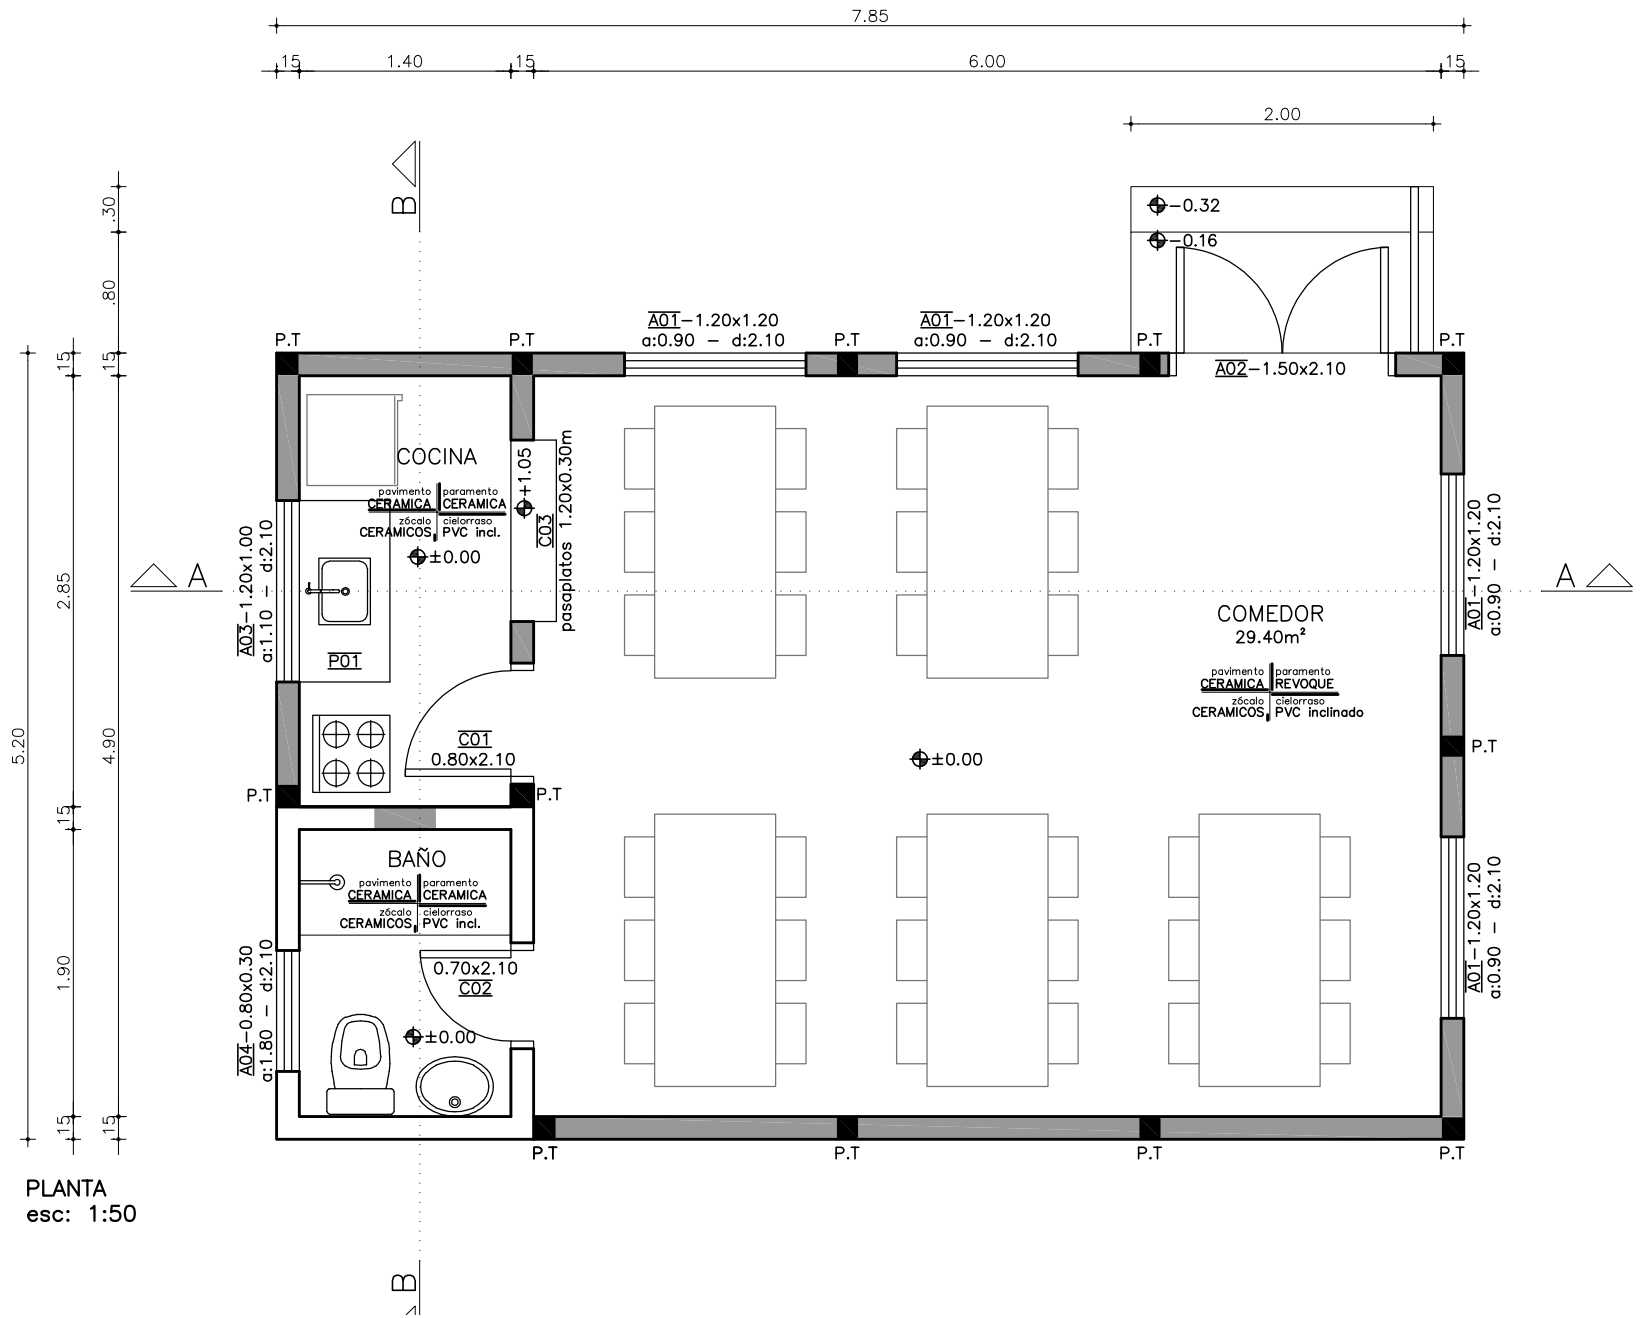 7.85
15
1.40
15
6.00
15
2.00
B
.30
.80
-0.32
-0.16
A01-1.20x1.20
a:0.90 - d:2.10
A01-1.20x1.20
a:0.90 - d:2.10
P.T
P.T
P.T
P.T
P.T
A02-1.50x2.10
15
15
COCINA
pavimento paramento
CERAMICA CERAMICA
zócalo cielorraso
CERAMICOS PVC incl.
±0.00
+1.05
C03
pasaplatos 1.20x0.30m
A03-1.20x1.00
a:1.10 - d:2.10
A
A
A01-1.20x1.20
a:0.90 - d:2.10
2.85
COMEDOR
29.40m²
pavimento paramento
CERAMICA REVOQUE
zócalo cielorraso
CERAMICOS PVC inclinado
P01
C01
0.80x2.10
±0.00
P.T
5.20
4.90
P.T
P.T
15
BAÑO
pavimento paramento
CERAMICA CERAMICA
zócalo cielorraso
CERAMICOS PVC incl.
A01-1.20x1.20
a:0.90 - d:2.10
1.90
0.70x2.10
C02
A04-0.80x0.30
a:1.80 - d:2.10
±0.00
15
15
P.T
P.T
P.T
P.T
PLANTA
esc: 1:50
B